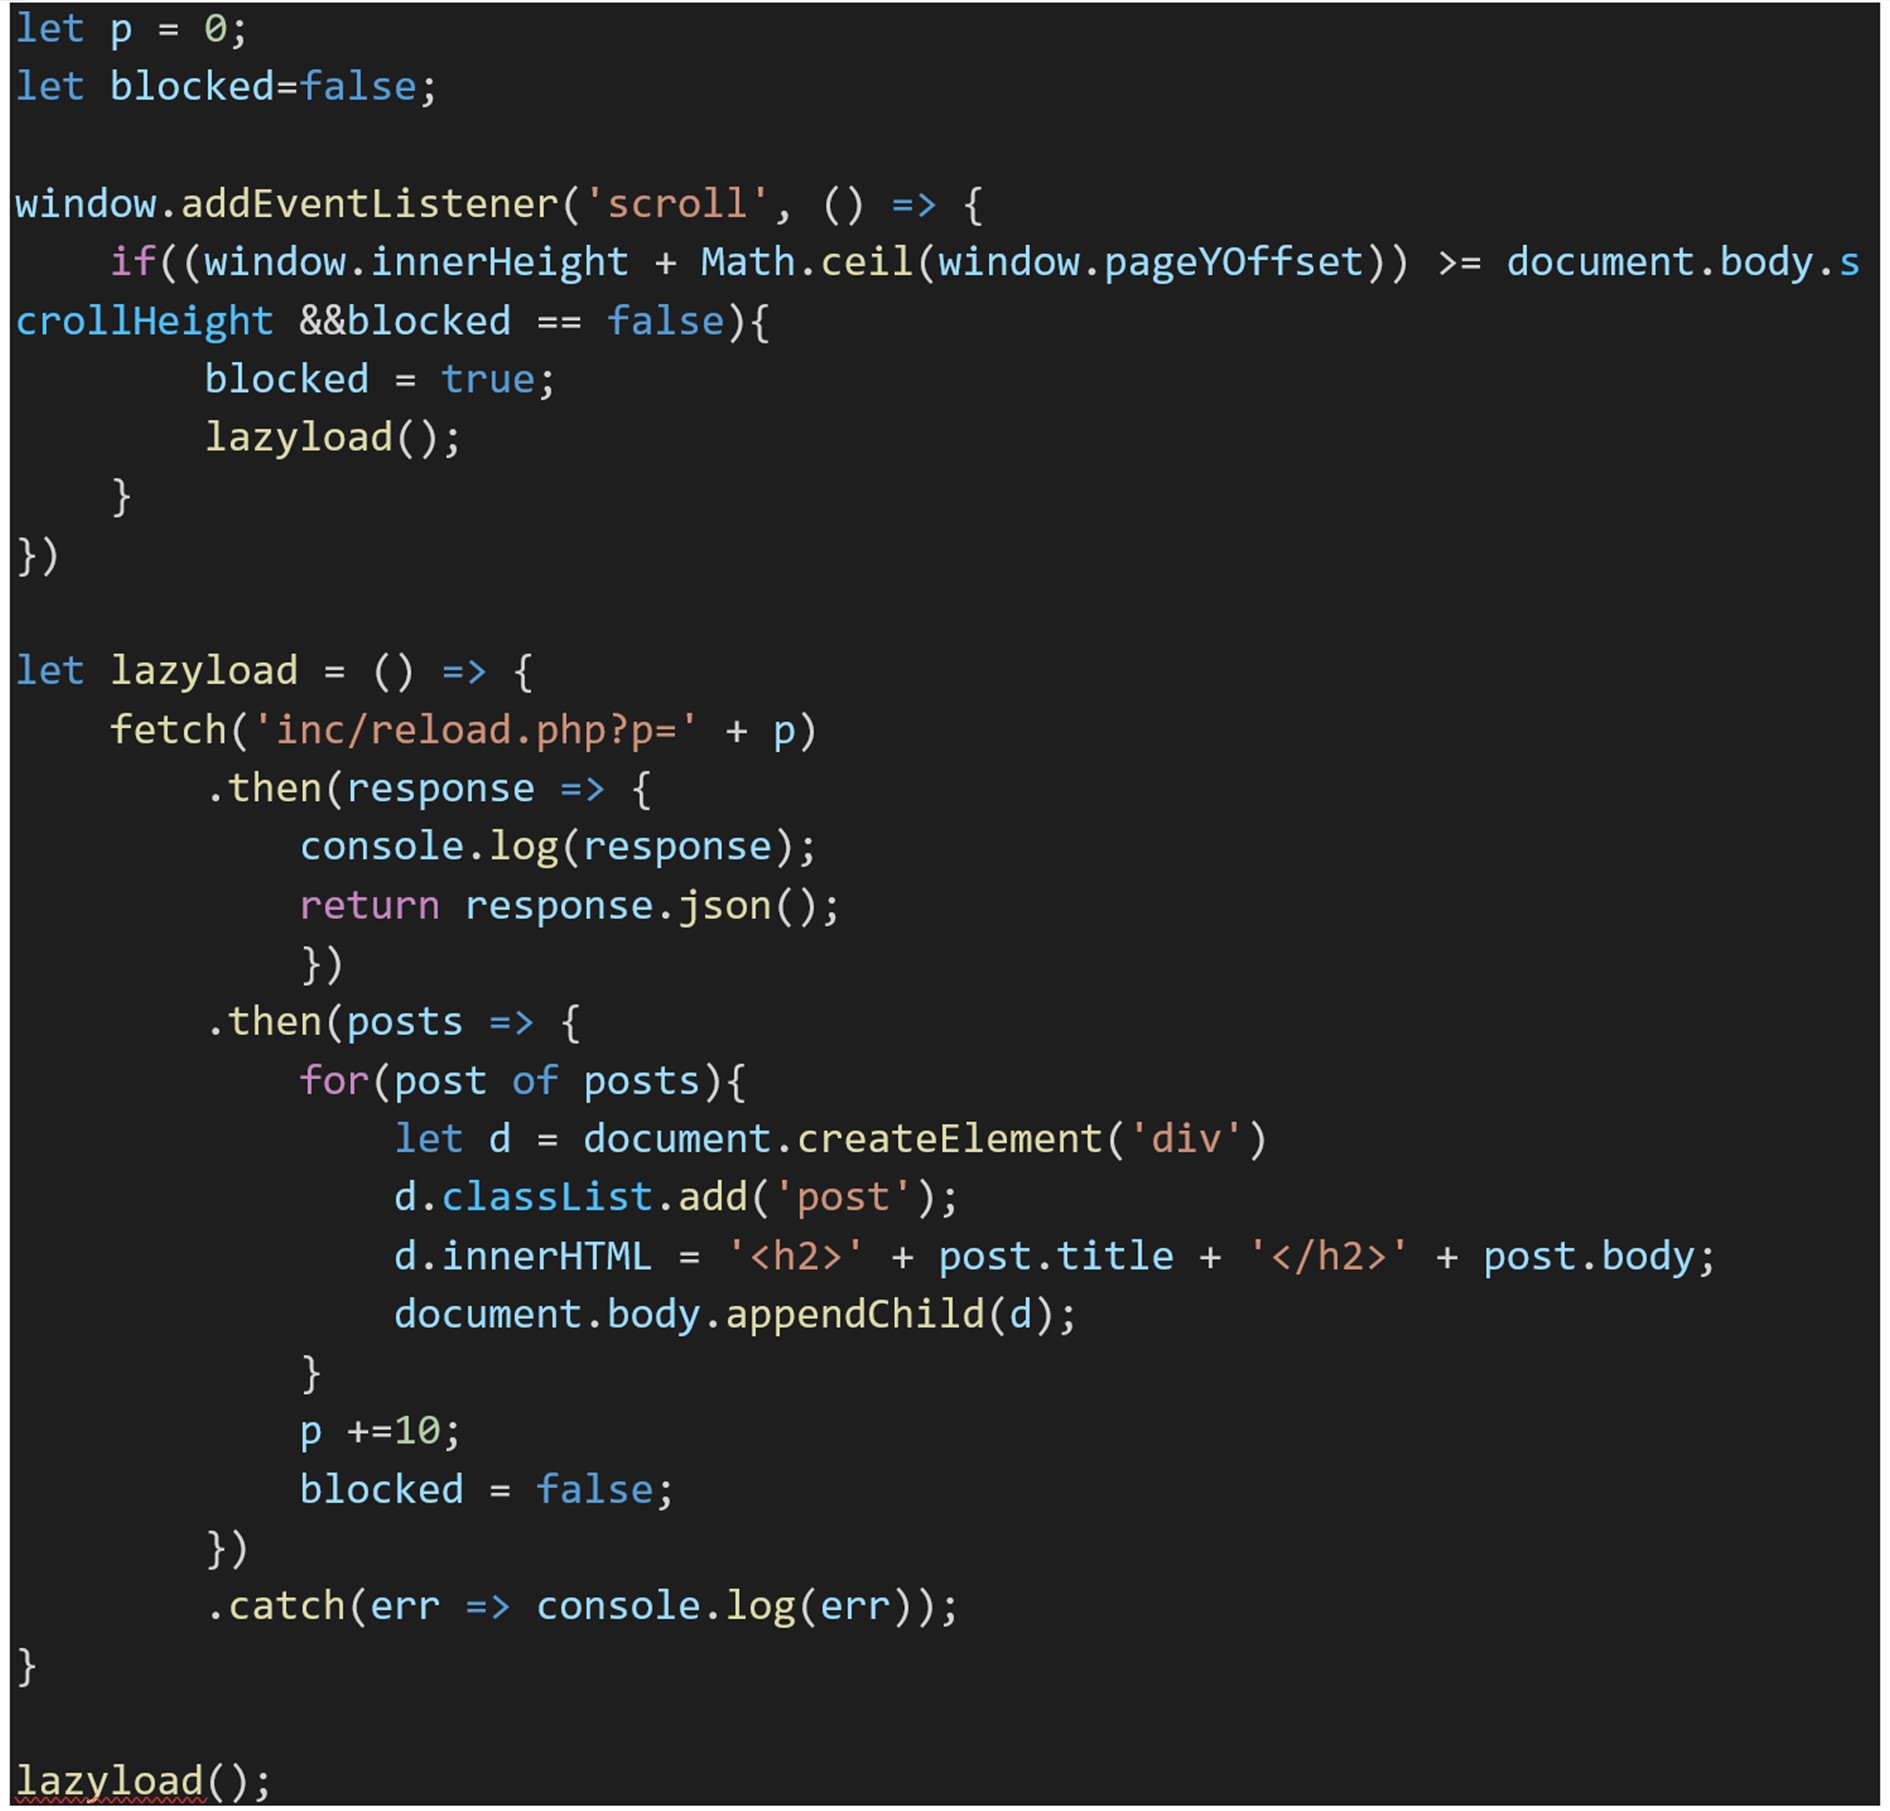 let p = 0;
let blocked=false;

window.addEventListener('scroll', () => {
    if((window.innerHeight + Math.ceil(window.pageYOffset)) >= document.body.s
crollHeight &&blocked == false){
        blocked = true;
        lazyload();
    }
})

let lazyload = () => {
    fetch('inc/reload.php?p=' + p)
        .then(response => {
            console.log(response);
            return response.json();
            })
        .then(posts => {
            for(post of posts){
                let d = document.createElement('div')
                d.classList.add('post');
                d.innerHTML = '<h2>' + post.title + '</h2>' + post.body;
                document.body.appendChild(d);
            }
            p +=10;
            blocked = false;
        })
        .catch(err => console.log(err));
}

lazyload();